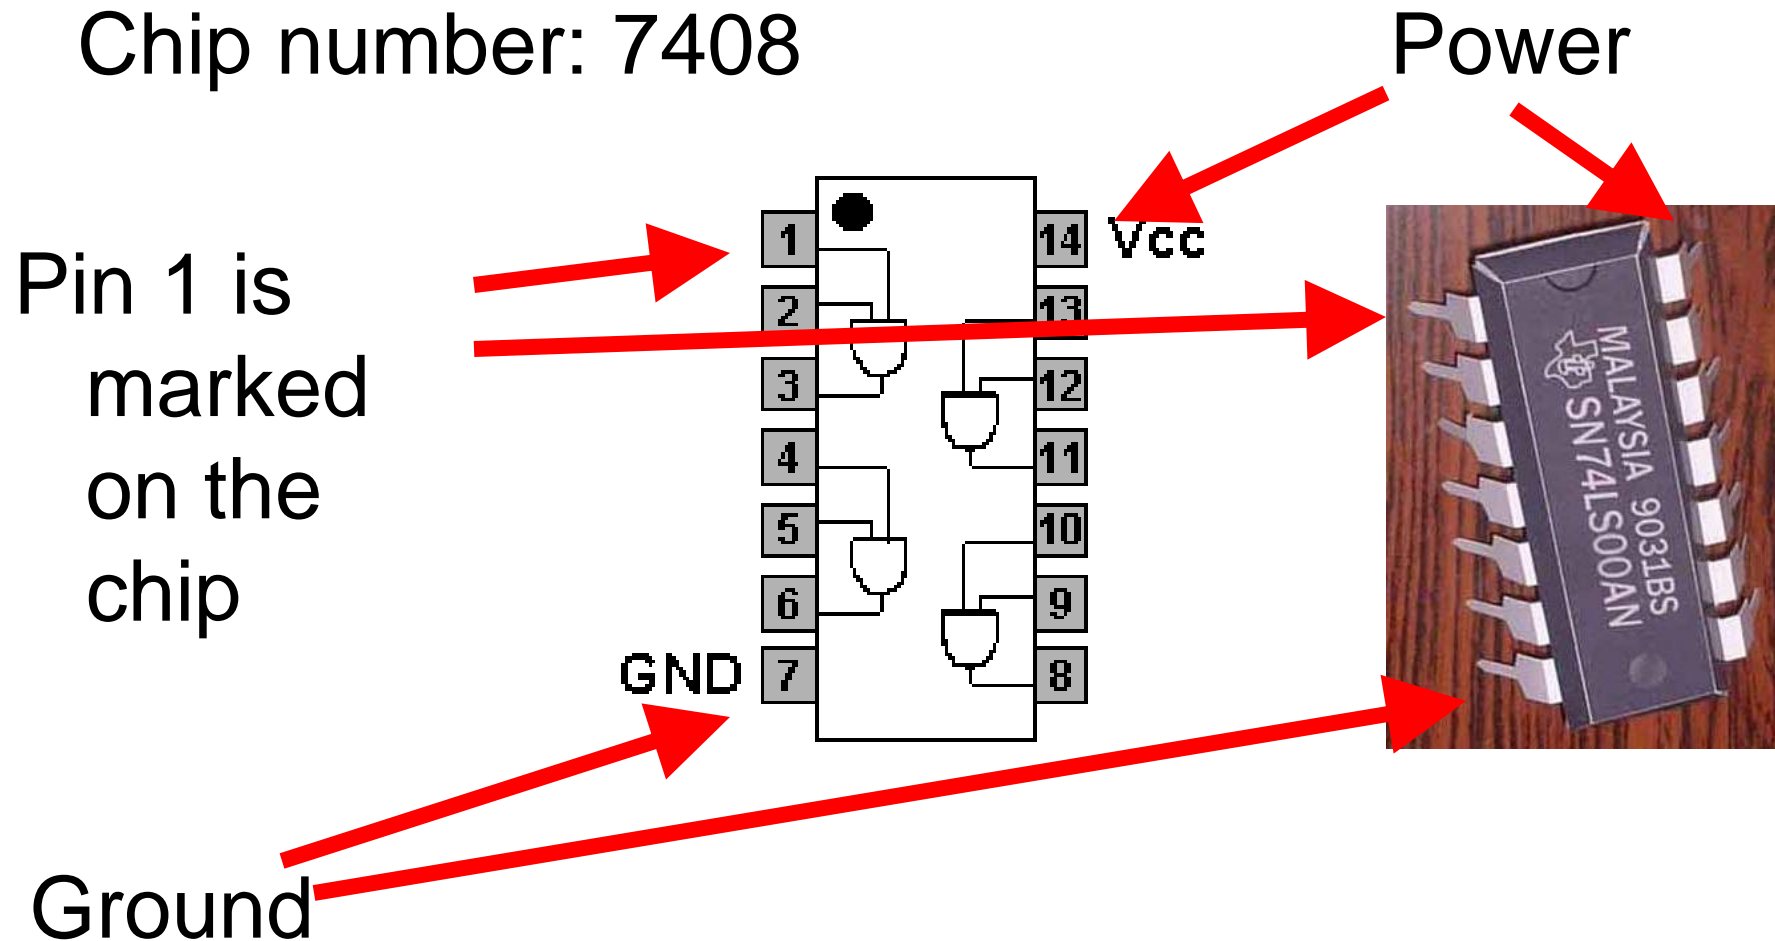 Chip number: 7408
Power
Pin 1 is
marked
on the
chip
1
2
3
4
5
6
GND 7
14 Vcc
13
12
11
10
9
8
MALAYSIA 9031BS
SN74LS00AN
Ground